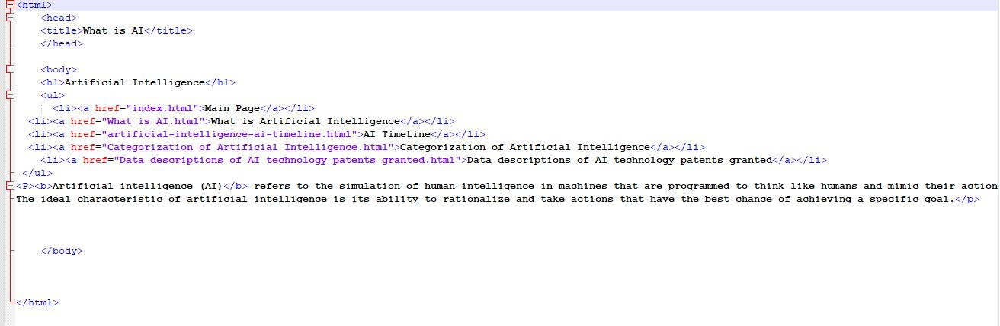 <html>
<head>
<title>What is AI</title>
</head>
<body>
<h1>Artificial Intelligence</h1>
<ul>
<li><a href="index.html">Main Page</a></li>
<li><a href="What is AI.html">What is Artificial Intelligence</a></li>
<li><a href="artificial-intelligence-ai-timeline.html">AI TimeLine</a></li>
<li><a href="Categorization of Artificial Intelligence.html">Categorization of Artificial Intelligence</a></li>
<li><a href="Data descriptions of AI technology patents granted.html">Data descriptions of AI technology patents granted</a></li>
</ul>
<P><b>Artificial intelligence (AI)</b> refers to the simulation of human intelligence in machines that are programmed to think like humans and mimic their action
The ideal characteristic of artificial intelligence is its ability to rationalize and take actions that have the best chance of achieving a specific goal.</p>
</body>
</html>